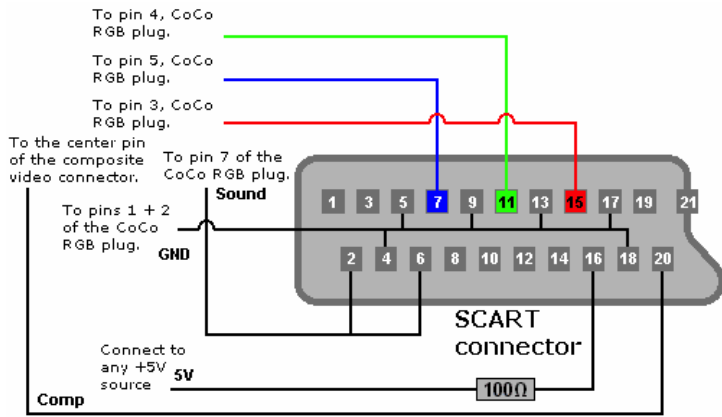 To pin 4, CoCo
RGB plug.
To pin 5, CoCo
RGB plug.
To pin 3, CoCo
RGB plug.
To the center pin
of the composite
video connector.
To pin 7 of the
CoCo RGB plug.
Sound
To pins 1 + 2
of the CoCo
RGB plug.
GND
1 3 5 7 9 11 13 15 17 19 21
2 4 6 8 10 12 14 16 18 20
SCART
connector
Connect to
any +5V
source
5V
100Ω
Comp